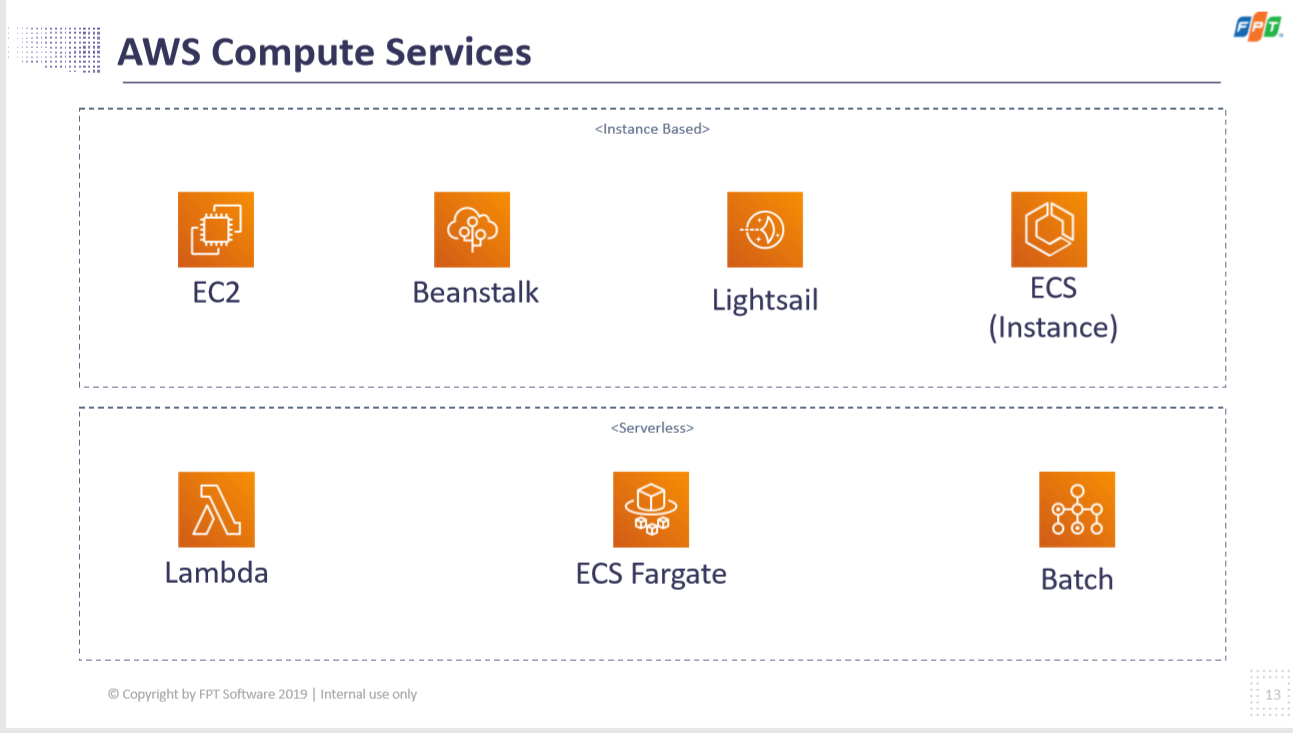 FPT
AWS Compute Services
<Instance Based>
EC2
Beanstalk
Lightsail
ECS
(Instance)
<Serverless>
Lambda
ECS Fargate
Batch
© Copyright by FPT Software 2019 | Internal use only
13